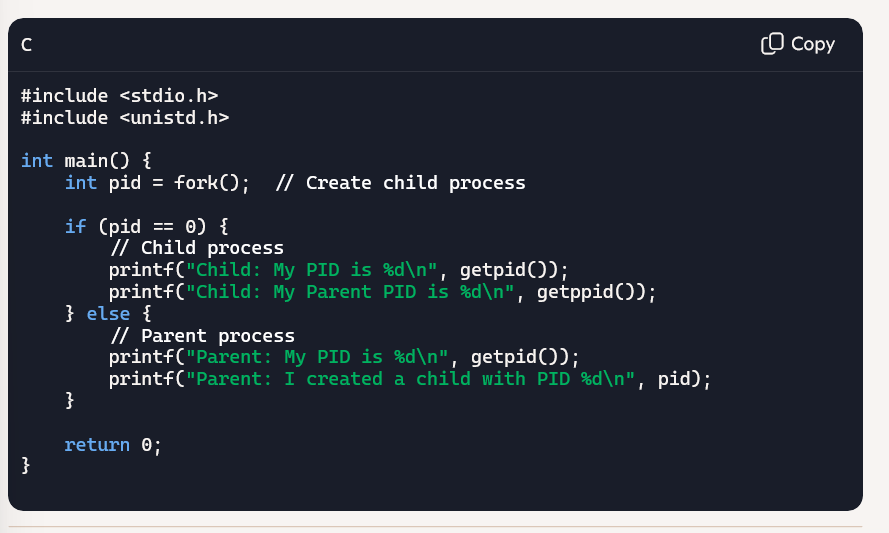 C
Copy
#include <stdio.h>
#include <unistd.h>
int main() {
    int pid = fork();  // Create child process
    if (pid == 0) {
        // Child process
        printf("Child: My PID is %d\n", getpid());
        printf("Child: My Parent PID is %d\n", getppid());
    } else {
        // Parent process
        printf("Parent: My PID is %d\n", getpid());
        printf("Parent: I created a child with PID %d\n", pid);
    }
    return 0;
}